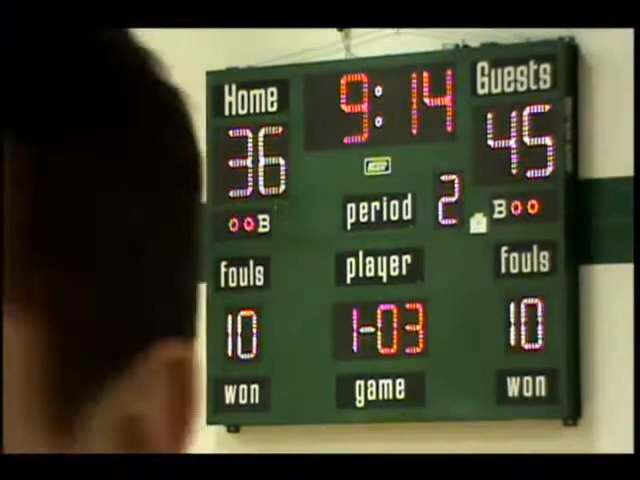 Home 9:14 Guests
36 45
B period 2 B
fouls player fouls
10 1-03 10
won game won